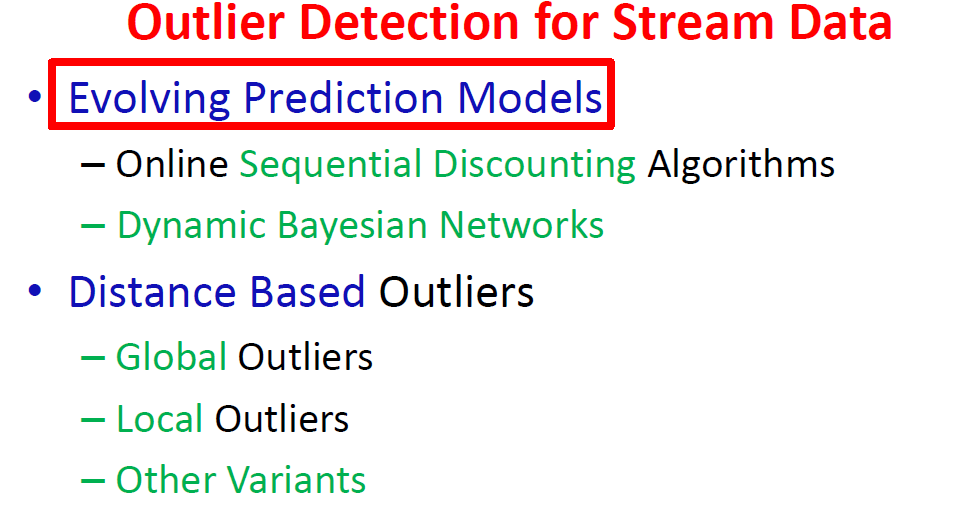 Outlier Detection for Stream Data
• Evolving Prediction Models
– Online Sequential Discounting Algorithms
– Dynamic Bayesian Networks
• Distance Based Outliers
– Global Outliers
– Local Outliers
– Other Variants